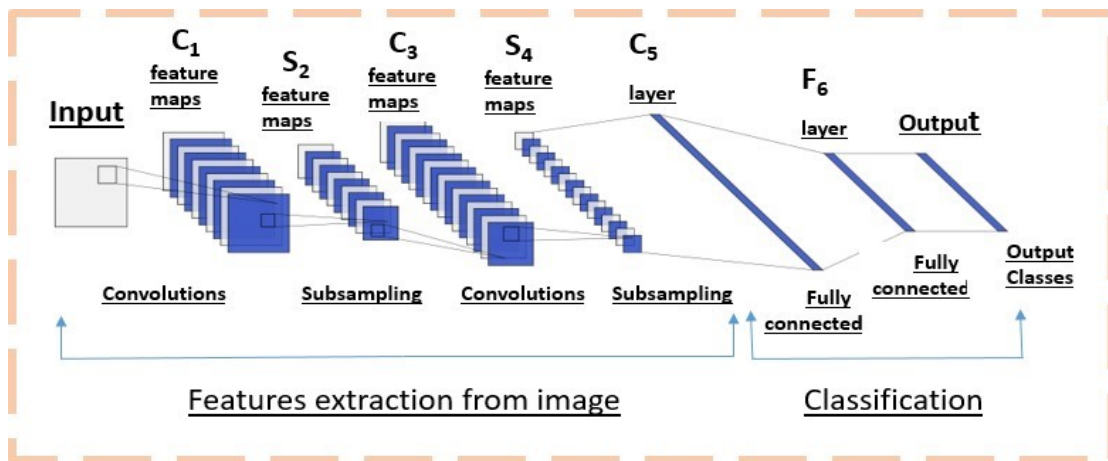 Input
C1
feature
maps
S2
feature
maps
C3
feature
maps
S4
feature
maps
C5
layer
F6
layer
Output
Convolutions
Subsampling
Convolutions
Subsampling
Fully
connected
Fully
connected
Output
Classes
Features extraction from image
Classification